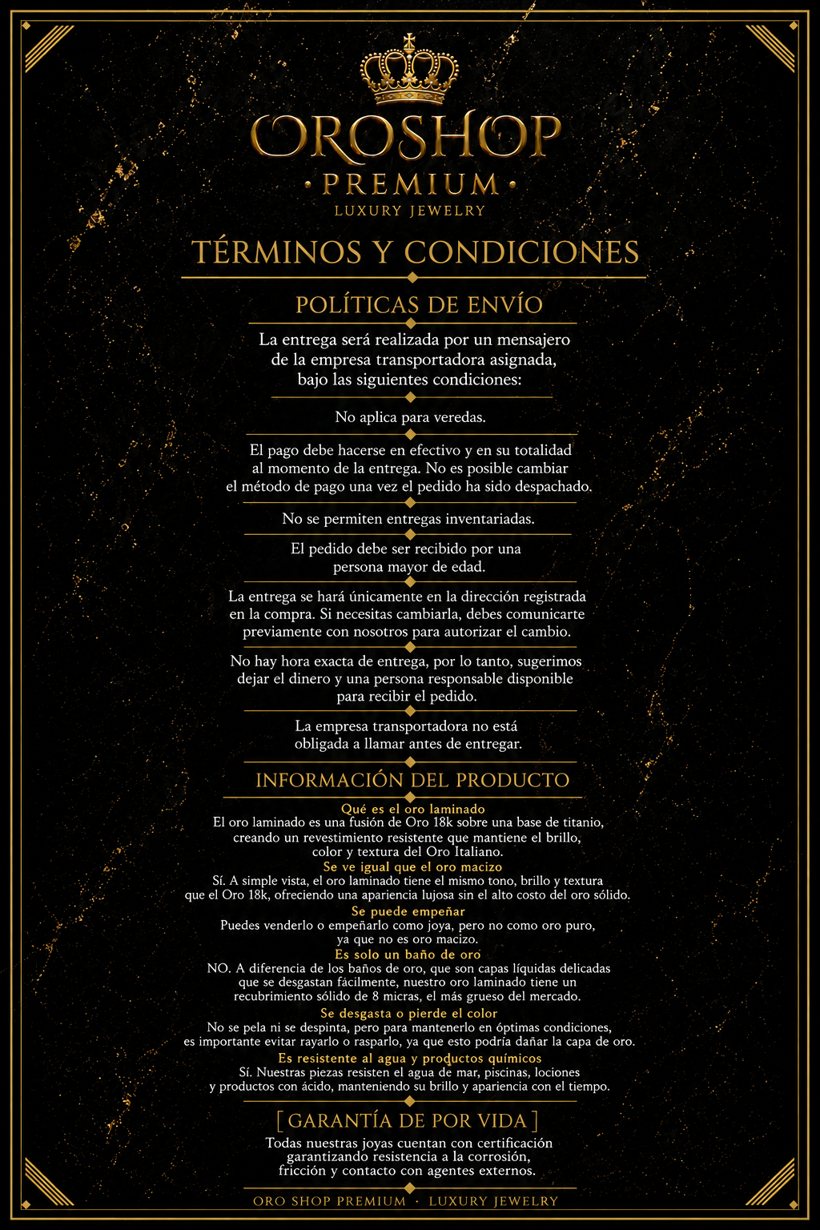 OROSHOP
• PREMIUM •
LUXURY JEWELRY
TÉRMINOS Y CONDICIONES
POLÍTICAS DE ENVÍO
La entrega será realizada por un mensajero
de la empresa transportadora asignada,
bajo las siguientes condiciones:
No aplica para veredas.
El pago debe hacerse en efectivo y en su totalidad
al momento de la entrega. No es posible cambiar
el método de pago una vez el pedido ha sido despachado.
No se permiten entregas inventariadas.
El pedido debe ser recibido por una
persona mayor de edad.
La entrega se hará únicamente en la dirección registrada
en la compra. Si necesitas cambiarla, debes comunicarte
previamente con nosotros para autorizar el cambio.
No hay hora exacta de entrega, por lo tanto, sugerimos
dejar el dinero y una persona responsable disponible
para recibir el pedido.
La empresa transportadora no está
obligada a llamar antes de entregar.
INFORMACIÓN DEL PRODUCTO
Qué es el oro laminado
El oro laminado es una fusión de Oro 18k sobre una base de titanio,
creando un revestimiento resistente que mantiene el brillo,
color y textura del Oro Italiano.
Se ve igual que el oro macizo
Sí. A simple vista, el oro laminado tiene el mismo tono, brillo y textura
que el Oro 18k, ofreciendo una apariencia lujosa sin el alto costo del oro sólido.
Se puede empeñar
Puedes venderlo o empeñarlo como joya, pero no como oro puro,
ya que no es oro macizo.
Es solo un baño de oro
NO. A diferencia de los baños de oro, que son capas líquidas delicadas
que se desgastan fácilmente, nuestro oro laminado tiene un
recubrimiento sólido de 8 micras, el más grueso del mercado.
Se desgasta o pierde el color
No se pela ni se despinta, pero para mantenerlo en óptimas condiciones,
es importante evitar rayarlo o rasparlo, ya que esto podría dañar la capa de oro.
Es resistente al agua y productos químicos
Sí. Nuestras piezas resisten el agua de mar, piscinas, lociones
y productos con ácido, manteniendo su brillo y apariencia con el tiempo.
[GARANTÍA DE POR VIDA]
Todas nuestras joyas cuentan con certificación
garantizando resistencia a la corrosión,
fricción y contacto con agentes externos.
ORO SHOP PREMIUM · LUXURY JEWELRY